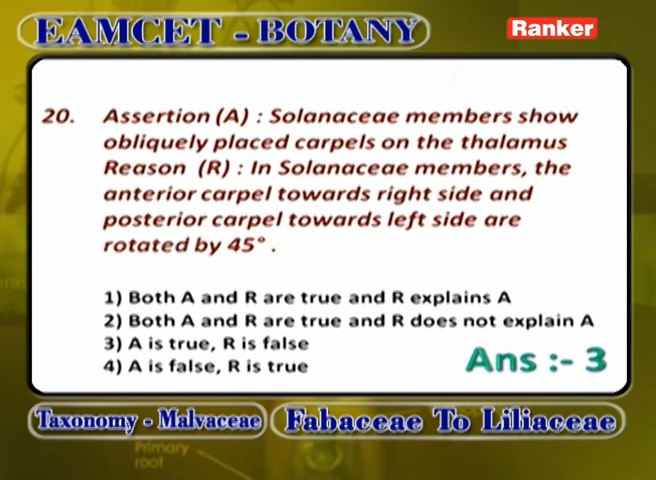 EAMCET - BOTANY
Ranker
20. Assertion (A) : Solanaceae members show
obliquely placed carpels on the thalamus
Reason (R) : In Solanaceae members, the
anterior carpel towards right side and
posterior carpel towards left side are
rotated by 45° .
1) Both A and R are true and R explains A
2) Both A and R are true and R does not explain A
3) A is true, R is false
4) A is false, R is true
Ans :- 3
Taxonomy - Malvaceae
Fabaceae To Liliaceae
Primary
root